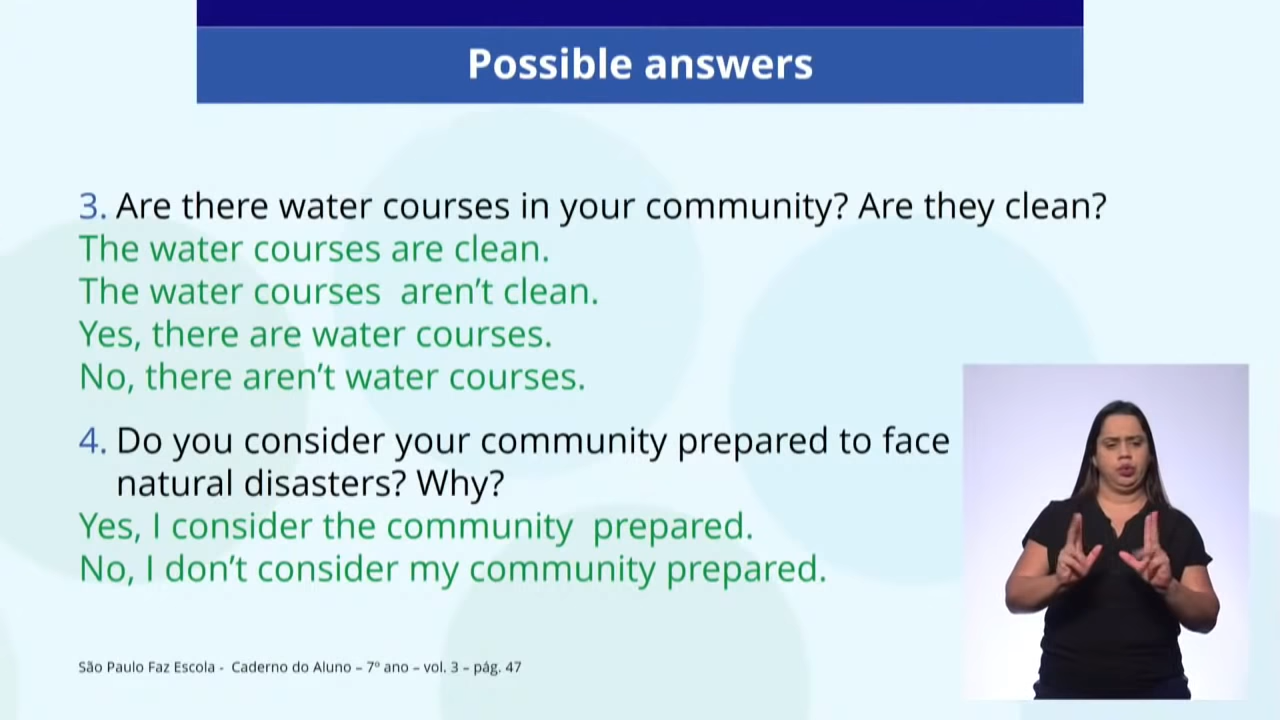 Possible answers
3. Are there water courses in your community? Are they clean?
The water courses are clean.
The water courses  aren’t clean.
Yes, there are water courses.
No, there aren’t water courses.
4. Do you consider your community prepared to face
natural disasters? Why?
Yes, I consider the community  prepared.
No, I don’t consider my community prepared.
São Paulo Faz Escola -  Caderno do Aluno – 7º ano – vol. 3 – pág. 47